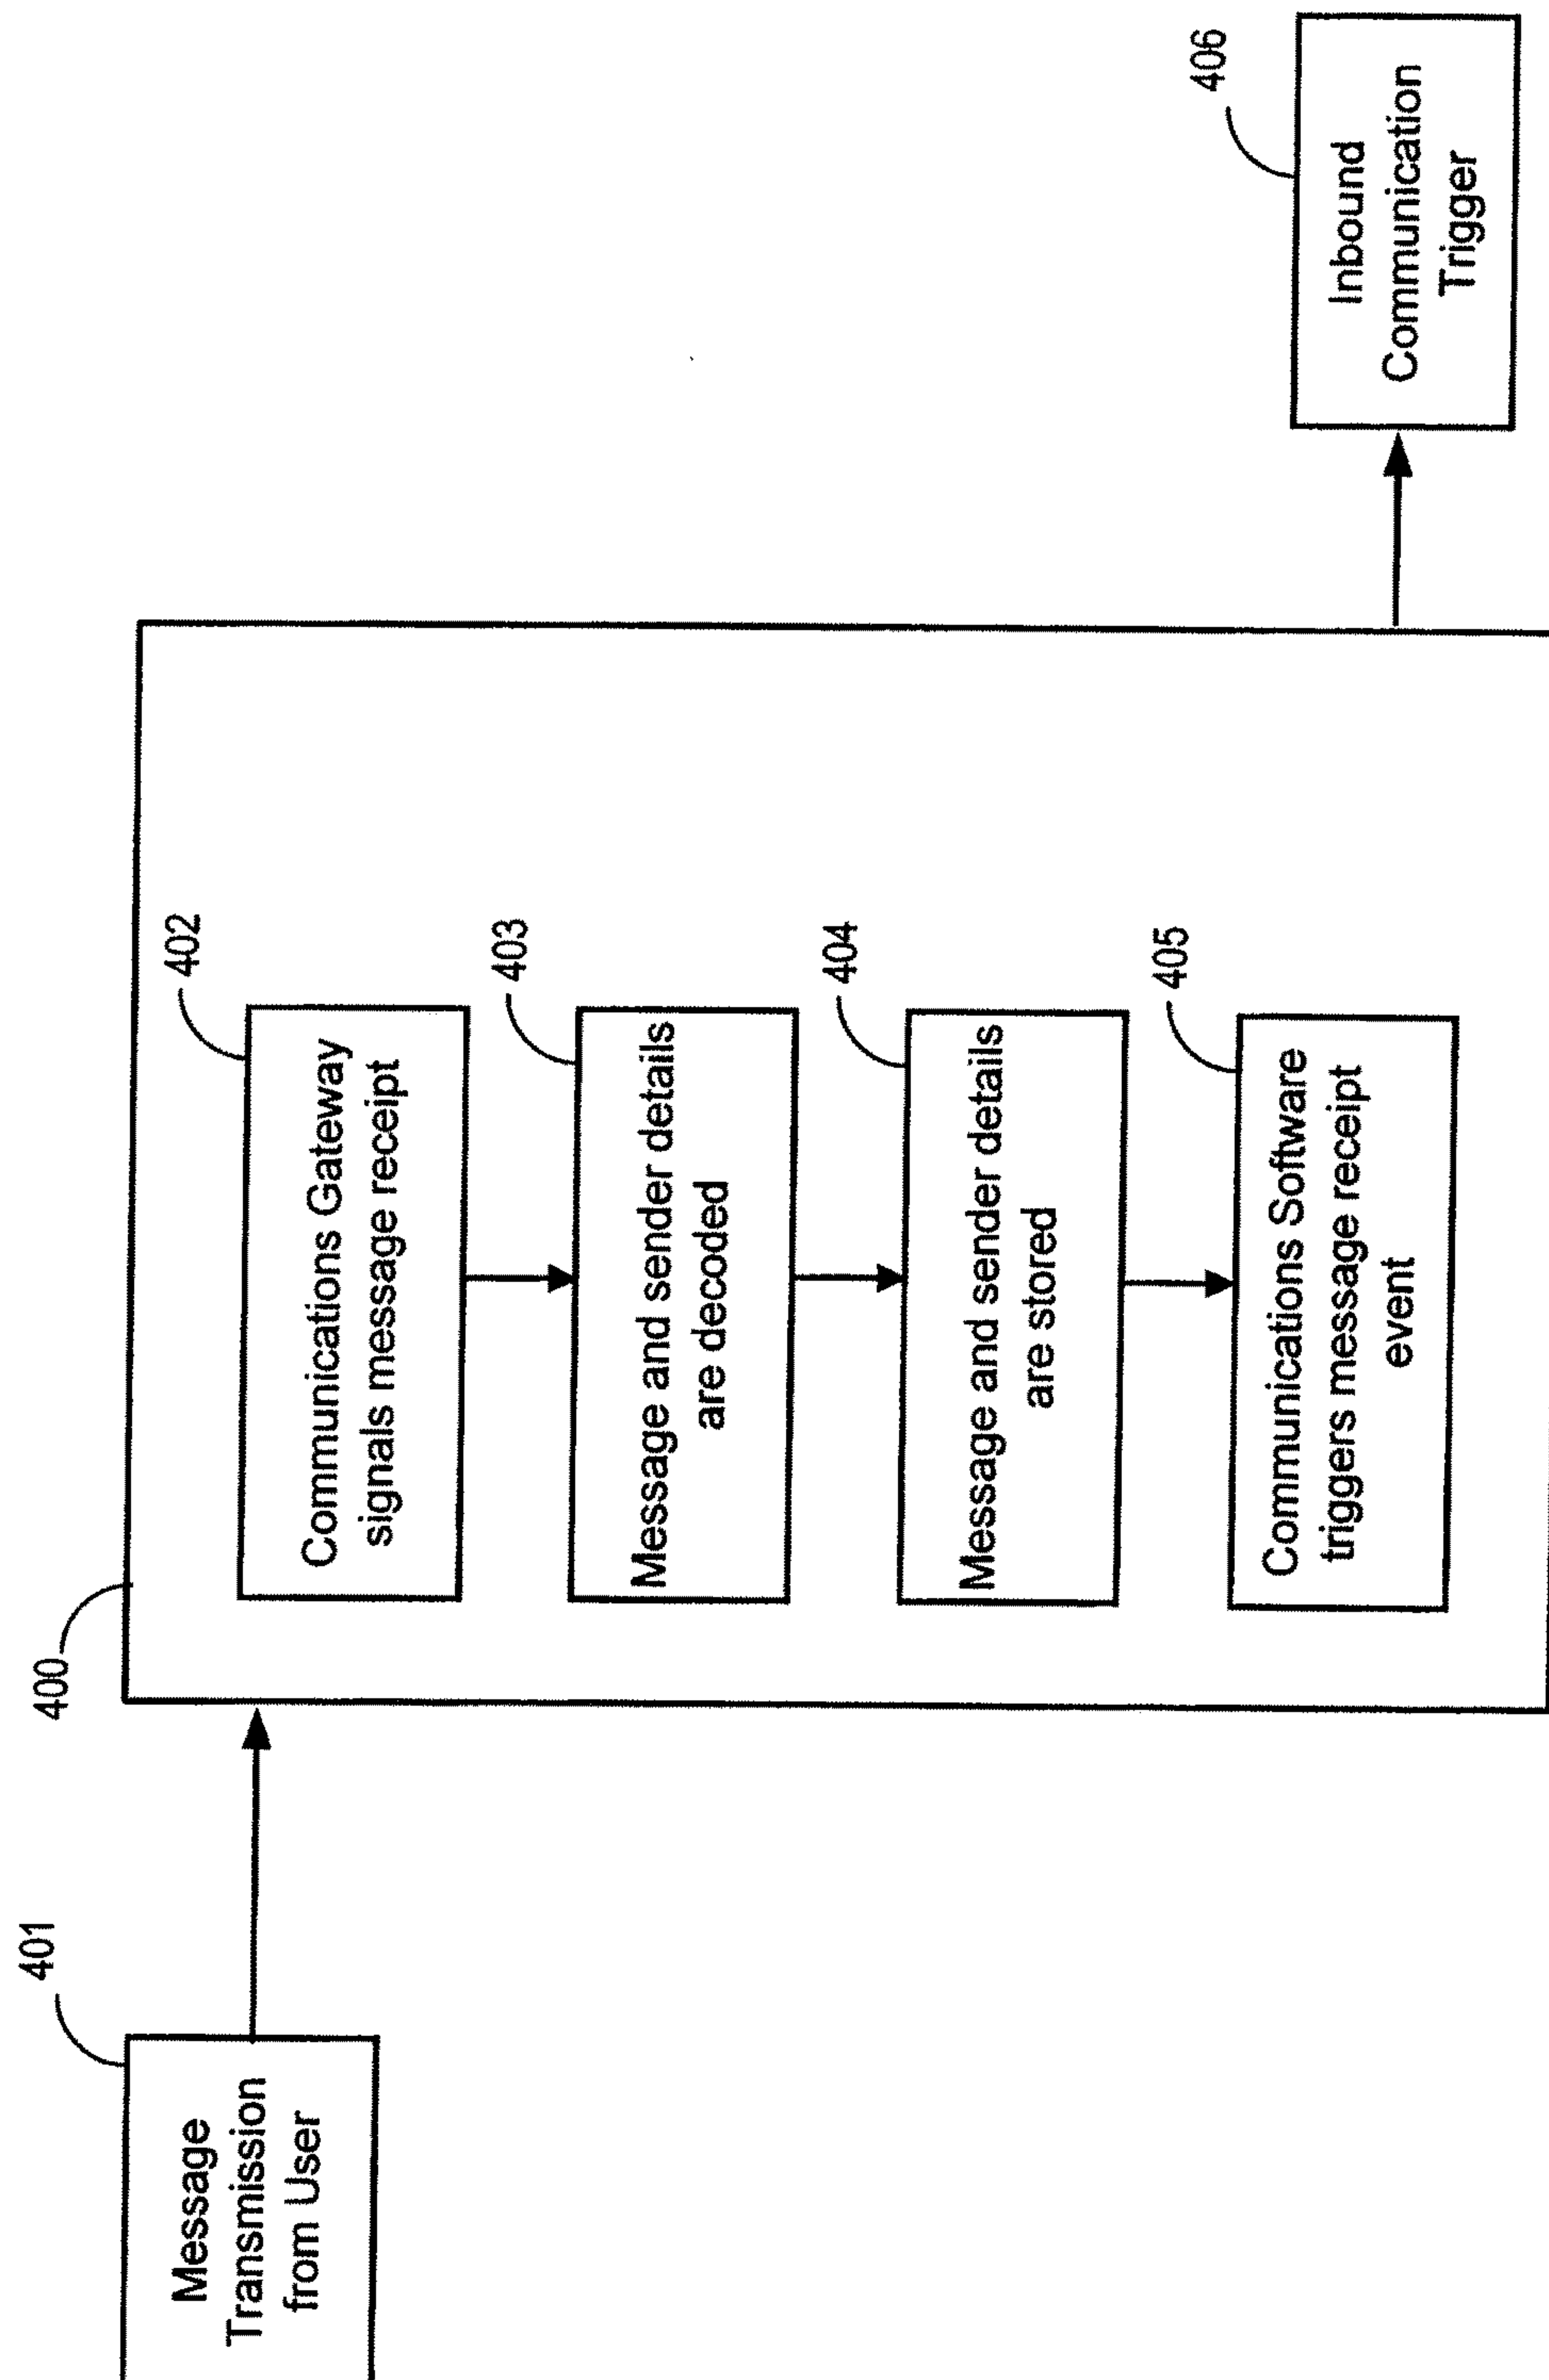 401
Message
Transmission
from User
400
402
Communications Gateway
signals message receipt
403
Message and sender details
are decoded
404
Message and sender details
are stored
405
Communications Software
triggers message receipt
event
406
Inbound
Communication
Trigger